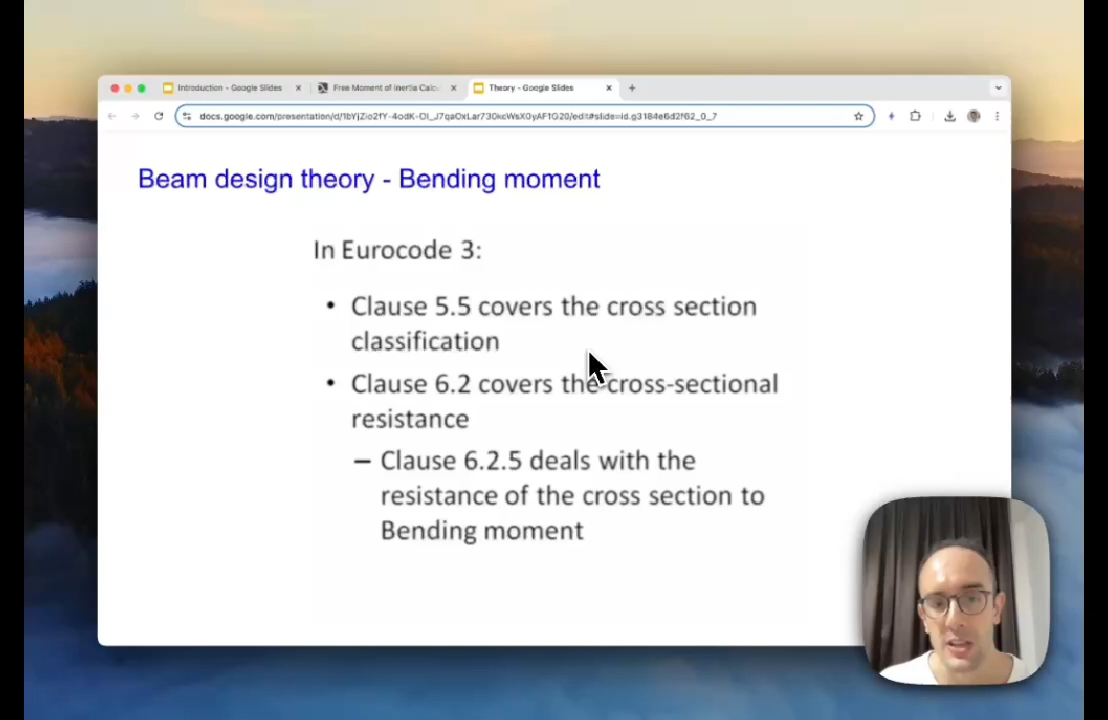 Introduction - Google Slides
Free Moment of Inertia Calc
Theory - Google Slides
Beam design theory - Bending moment
In Eurocode 3:
• Clause 5.5 covers the cross section
classification
• Clause 6.2 covers the cross-sectional
resistance
– Clause 6.2.5 deals with the
resistance of the cross section to
Bending moment